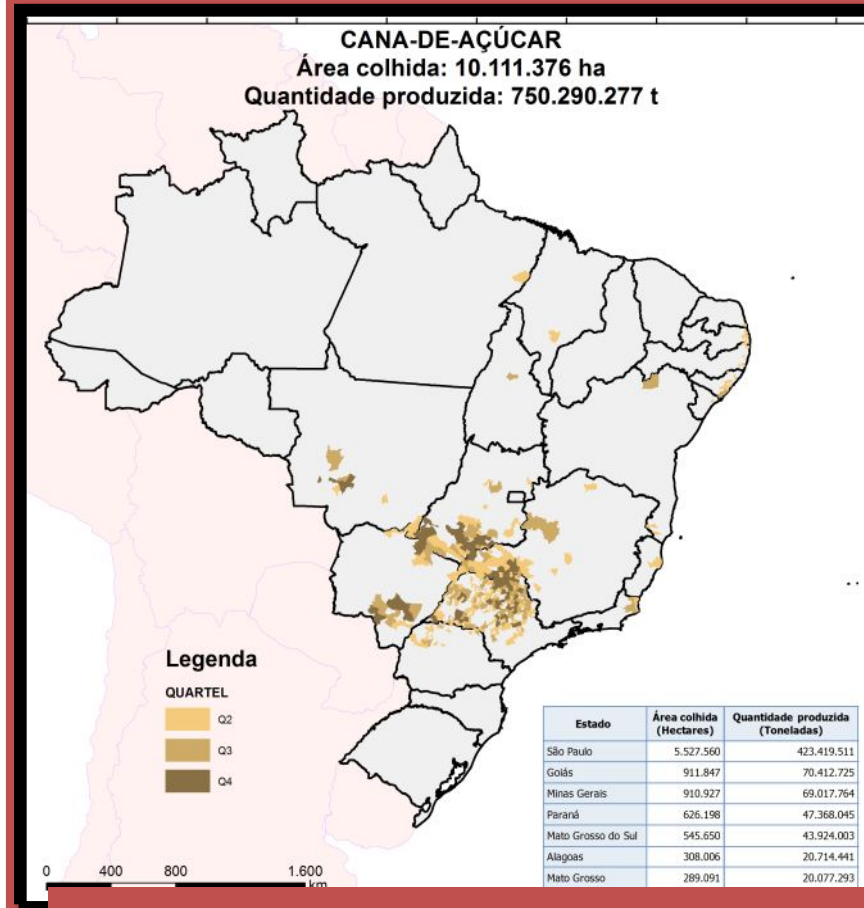 CANA-DE-AÇÚCAR
Área colhida: 10.111.376 ha
Quantidade produzida: 750.290.277 t
Legenda
QUARTEL
Q2
Q3
Q4
0 400 800 1.600
km
Estado Área colhida (Hectares) Quantidade produzida (Toneladas)
São Paulo 5.527.560 423.419.511
Goiás 911.847 70.412.725
Minas Gerais 910.927 69.017.764
Paraná 626.198 47.368.045
Mato Grosso do Sul 545.650 43.924.003
Alagoas 308.006 20.714.441
Mato Grosso 289.091 20.077.293